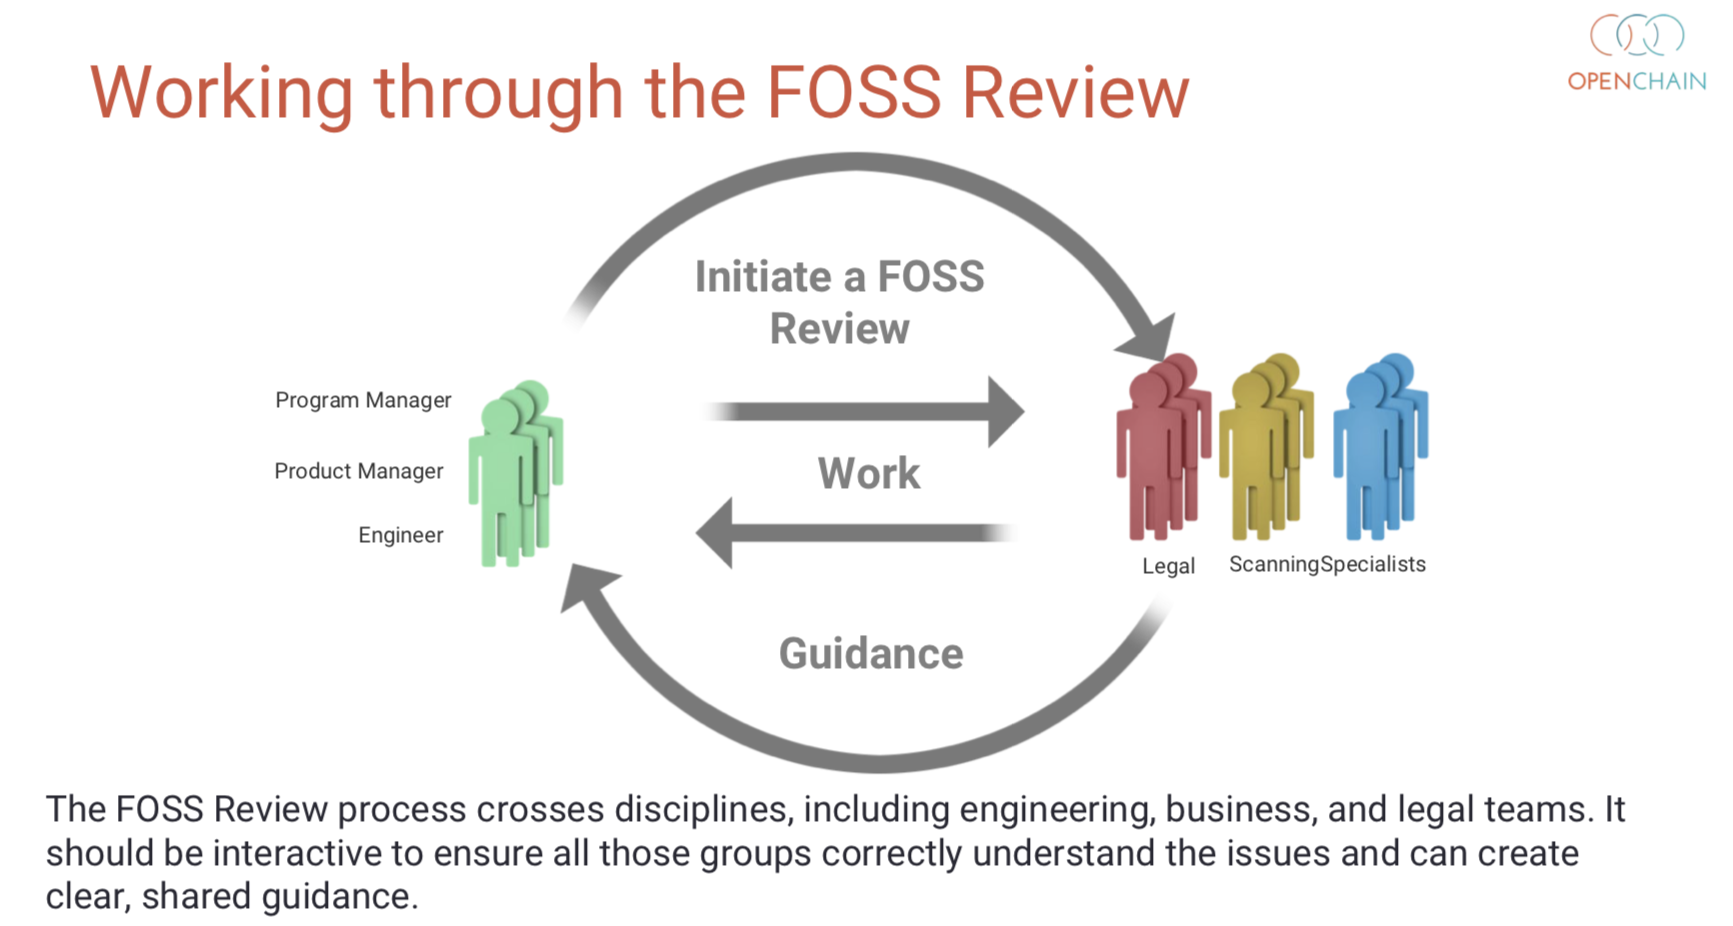 OPENCHAIN
Working through the FOSS Review
Initiate a FOSS
Review
Program Manager
Product Manager
Engineer
Work
Legal
Scanning
Specialists
Guidance
The FOSS Review process crosses disciplines, including engineering, business, and legal teams. It
should be interactive to ensure all those groups correctly understand the issues and can create
clear, shared guidance.